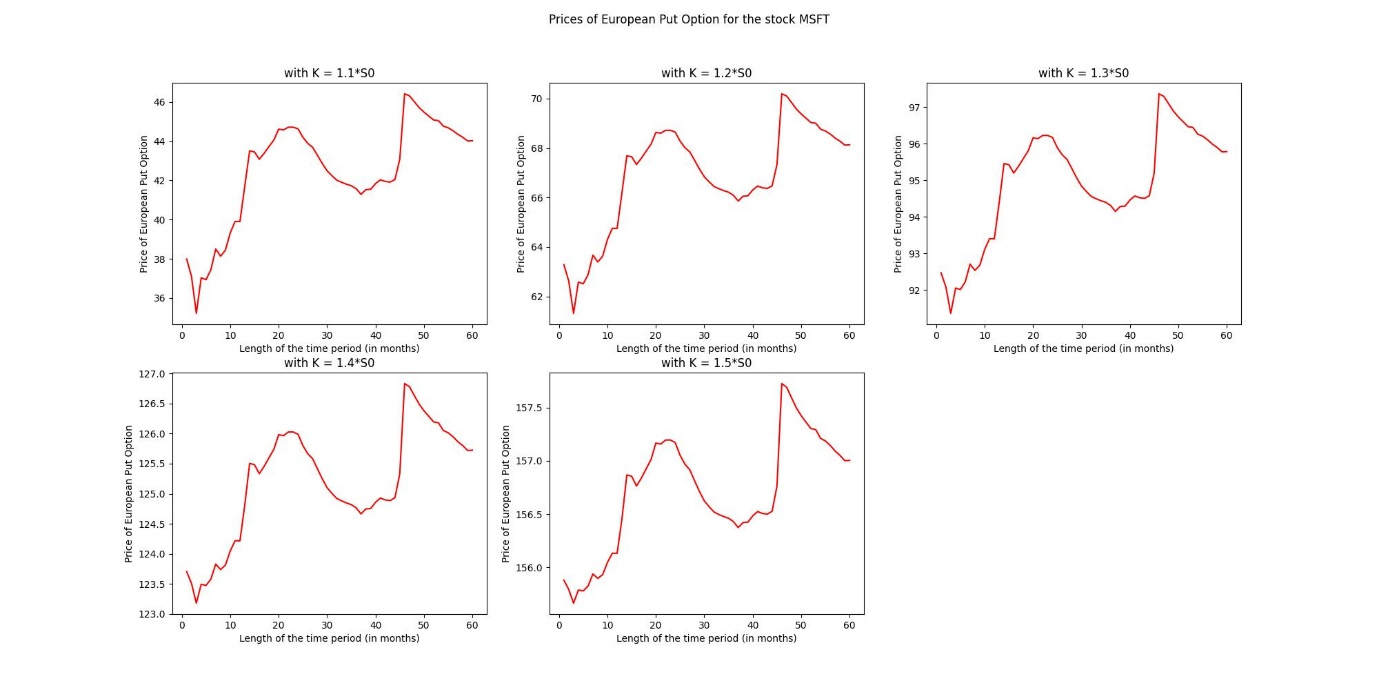 Prices of European Put Option for the stock MSFT
with K = 1.1*S0
with K = 1.2*S0
with K = 1.3*S0
Price of European Put Option
46
44
42
40
38
36
0 10 20 30 40 50 60
Length of the time period (in months)
Price of European Put Option
70
68
66
64
62
0 10 20 30 40 50 60
Length of the time period (in months)
Price of European Put Option
97
96
95
94
93
92
0 10 20 30 40 50 60
Length of the time period (in months)
with K = 1.4*S0
with K = 1.5*S0
Price of European Put Option
127.0
126.5
126.0
125.5
125.0
124.5
124.0
123.5
123.0
0 10 20 30 40 50 60
Length of the time period (in months)
Price of European Put Option
157.5
157.0
156.5
156.0
0 10 20 30 40 50 60
Length of the time period (in months)